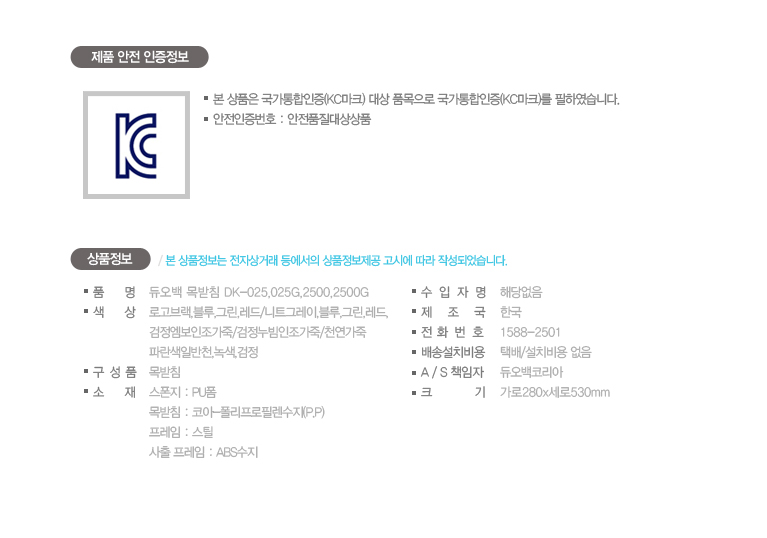 제품 안전 인증정보
KC
본 상품은 국가통합인증(KC마크) 대상 품목으로 국가통합인증(KC마크)를 필하였습니다.
안전인증번호 : 안전품질대상상품
상품정보 / 본 상품정보는 전자상거래 등에서의 상품정보제공 고시에 따라 작성되었습니다.
품 명 듀오백 목받침 DK-025,025G,2500,2500G
색 상 로고브랙,블루,그린,레드/니트그레이,블루,그린,레드,
검정엠보인조가죽/검정누빔인조가죽/천연가죽
파란색일반천,녹색,검정
구 성 품 목받침
소 재 스폰지 : PU폼
목받침 : 코아-폴리프로필렌수지(P.P)
프레임 : 스틸
사출 프레임 : ABS수지
수 입 자 명 해당없음
제 조 국 한국
전 화 번 호 1588-2501
배송설치비용 택배/설치비용 없음
A / S 책임자 듀오백코리아
크 기 가로280x세로530mm